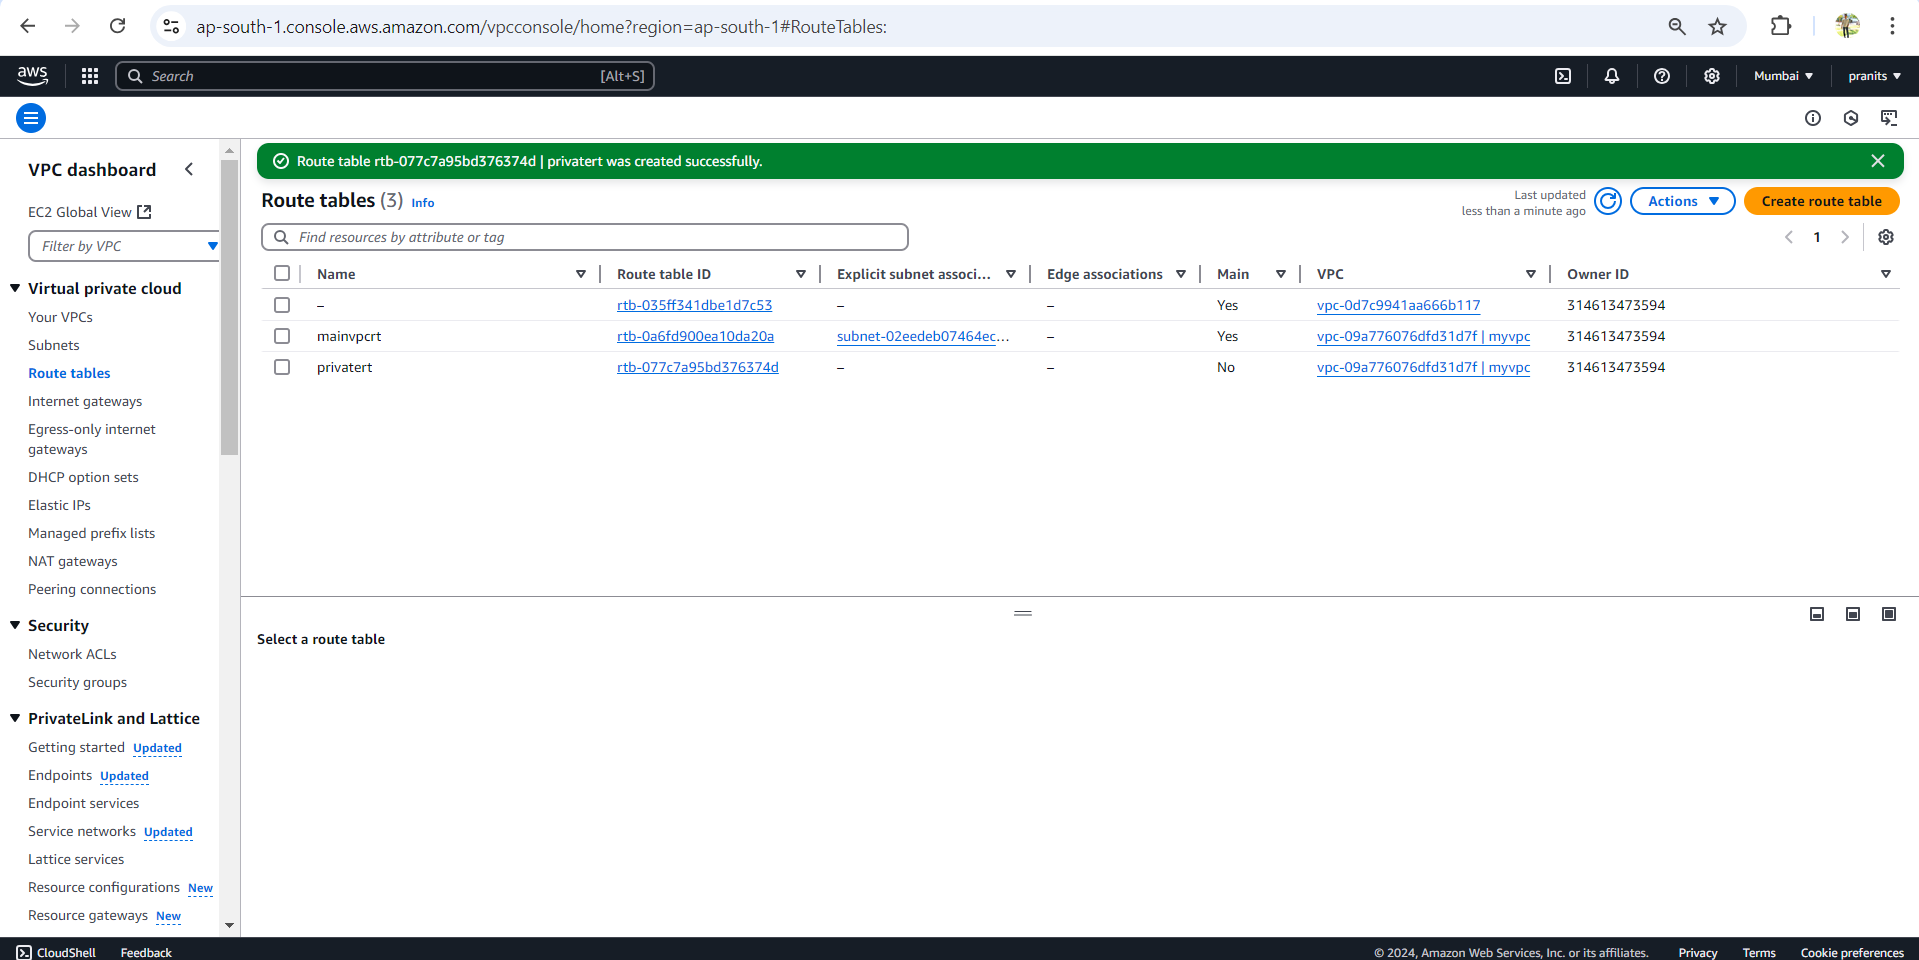 ap-south-1.console.aws.amazon.com/vpcconsole/home?region=ap-south-1#RouteTables:
aws Search [Alt+S] Mumbai pranits
VPC dashboard
EC2 Global View
Filter by VPC
Virtual private cloud
Your VPCs
Subnets
Route tables
Internet gateways
Egress-only internet
gateways
DHCP option sets
Elastic IPs
Managed prefix lists
NAT gateways
Peering connections
Security
Network ACLs
Security groups
PrivateLink and Lattice
Getting started Updated
Endpoints Updated
Endpoint services
Service networks Updated
Lattice services
Resource configurations New
Resource gateways New
Route table rtb-077c7a95bd376374d | privatert was created successfully.
Route tables (3) Info
Last updated
less than a minute ago
Actions
Create route table
Find resources by attribute or tag
1
Name Route table ID Explicit subnet associ... Edge associations Main VPC Owner ID
– rtb-035ff341dbe1d7c53 – – Yes vpc-0d7c9941aa666b117 314613473594
mainvpcrt rtb-0a6fd900ea10da20a subnet-02eedeb07464ec... – Yes vpc-09a776076dfd31d7f | myvpc 314613473594
privatert rtb-077c7a95bd376374d – – No vpc-09a776076dfd31d7f | myvpc 314613473594
Select a route table
CloudShell Feedback © 2024, Amazon Web Services, Inc. or its affiliates. Privacy Terms Cookie preferences